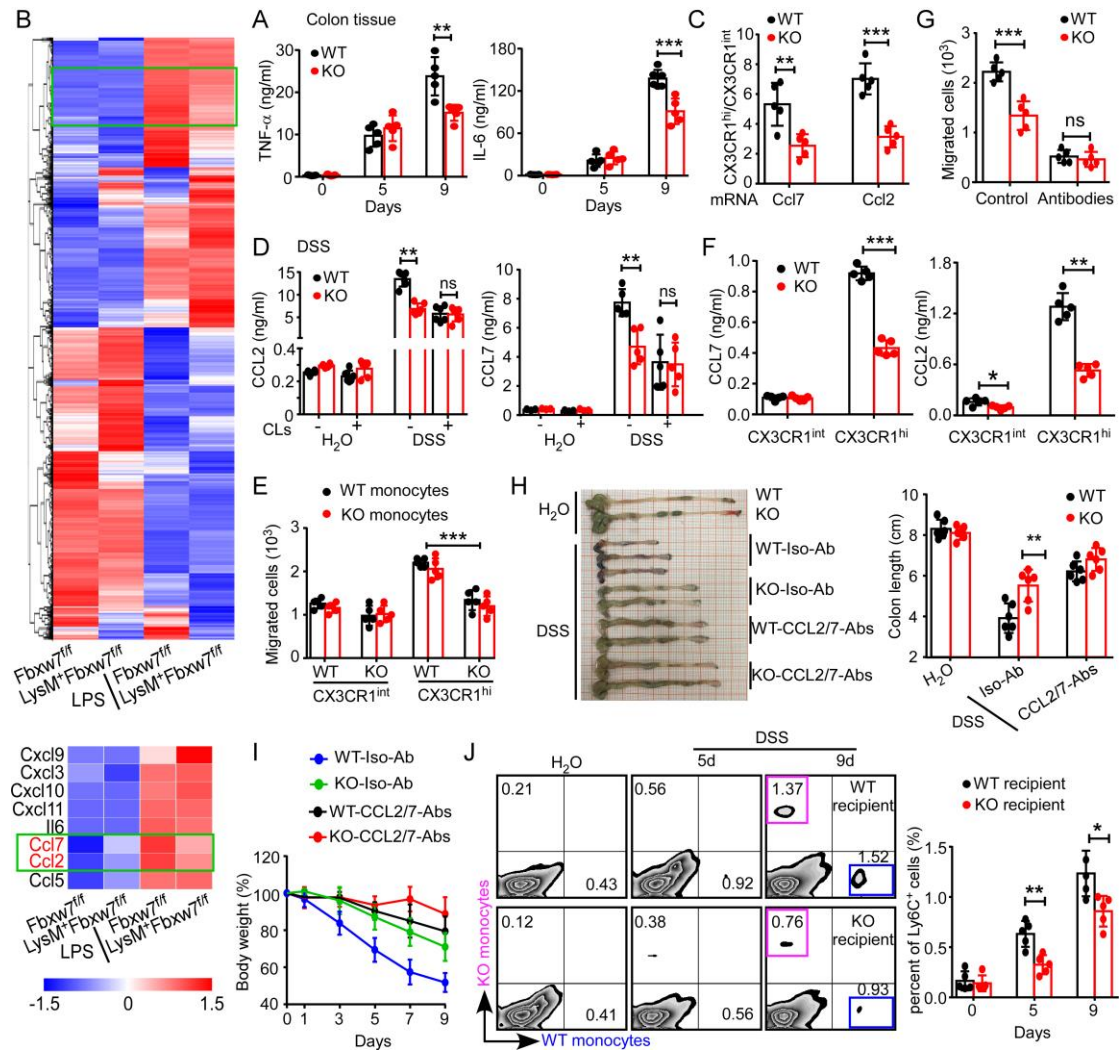 B
Fbxw7f/f
LysM+Fbxw7f/f
Fbxw7f/f
LysM+Fbxw7f/f
LPS
Cxcl9
Cxcl3
Cxcl10
Cxcl11
Il6
Ccl7
Ccl2
Ccl5
Fbxw7f/f
LysM+Fbxw7f/f
Fbxw7f/f
LysM+Fbxw7f/f
LPS
-1.5 0 1.5
A Colon tissue
WT
KO
TNF-α (ng/ml)
30
20
10
0
**
0 5 9
Days
IL-6 (ng/ml)
160
120
80
40
0
***
0 5 9
Days
C
WT
KO
CX3CR1hi/CX3CR1int
10
8
6
4
2
0
** ***
mRNA Ccl7 Ccl2
G
WT
KO
Migrated cells (10³)
3
2
1
0
*** ns
Control Antibodies
D DSS
WT
KO
CCL2 (ng/ml)
15
10
5
0.4
0.2
0.0
** ns
CLs - + - +
H2O DSS
CCL7 (ng/ml)
10
8
6
4
2
0
** ns
- + - +
H2O DSS
F
WT
KO
CCL7 (ng/ml)
1.2
0.9
0.6
0.3
0.0
***
CX3CR1int CX3CR1hi
CCL2 (ng/ml)
1.8
1.2
0.6
0.0
* **
CX3CR1int CX3CR1hi
E
WT monocytes
KO monocytes
Migrated cells (10³)
3
2
1
***
WT KO WT KO
CX3CR1int CX3CR1hi
H
H2O
DSS
WT
KO
WT-Iso-Ab
KO-Iso-Ab
WT-CCL2/7-Abs
KO-CCL2/7-Abs
WT
KO
Colon length (cm)
10
8
6
4
2
0
**
H2O
Iso-Ab
CCL2/7-Abs
DSS
I
WT-Iso-Ab
KO-Iso-Ab
WT-CCL2/7-Abs
KO-CCL2/7-Abs
Body weight (%)
120
100
80
60
40
0 1 3 5 7 9
Days
J
DSS
H2O 5d 9d
0.21 0.56 1.37 WT recipient
0.43 0.92 1.52
0.12 0.38 0.76 KO recipient
0.41 0.56 0.93
KO monocytes
WT monocytes
WT recipient
KO recipient
percent of Ly6C+ cells
1.5%
1.0%
0.5%
0.0
** *
0 5 9
Days